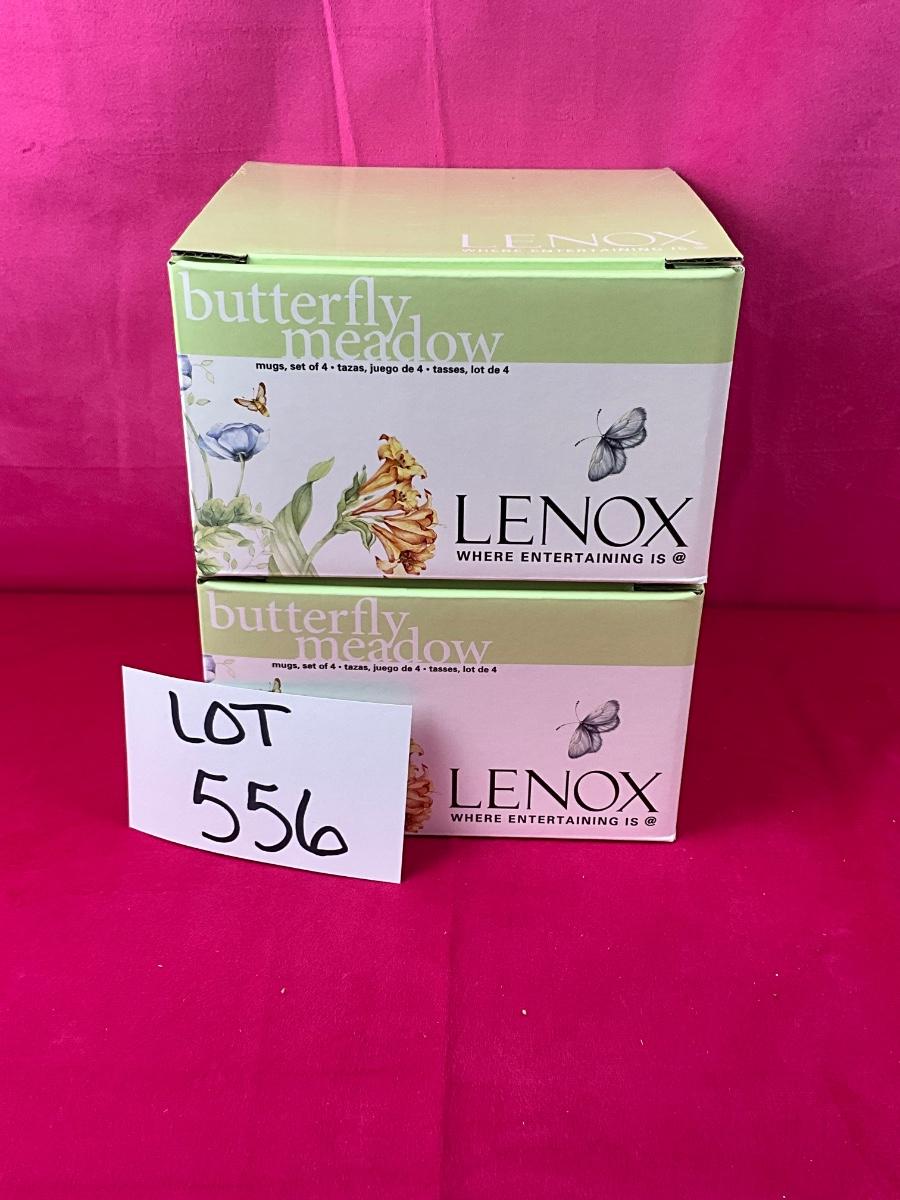 LENOX
WHERE ENTERTAINING IS @
butterfly
meadow
mugs, set of 4 • tazas, juego de 4 • tasses, lot de 4
LENOX
WHERE ENTERTAINING IS @
butterfly
meadow
mugs, set of 4 • tazas, juego de 4 • tasses, lot de 4
LENOX
WHERE ENTERTAINING IS @
LOT
556